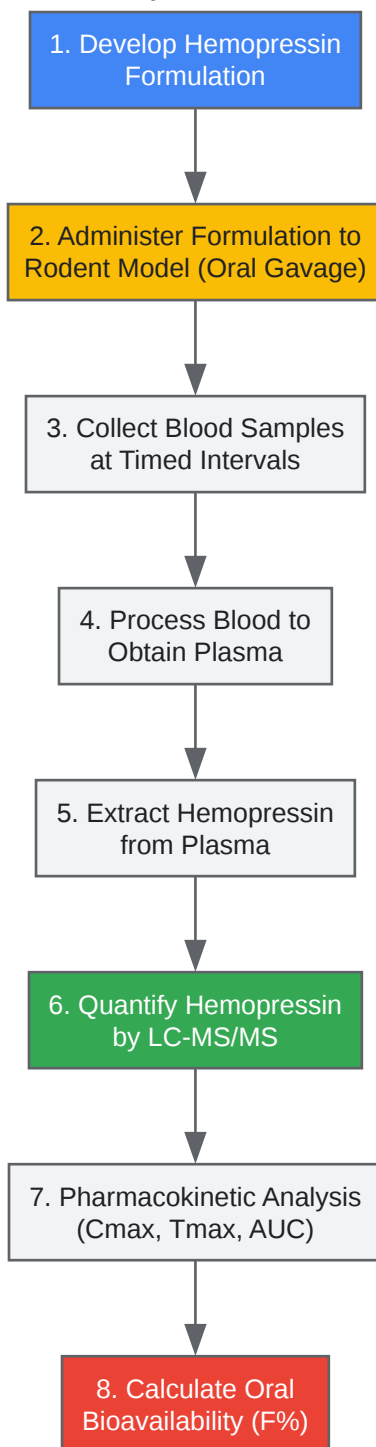 1. Develop Hemopressin
Formulation
2. Administer Formulation to
Rodent Model (Oral Gavage)
3. Collect Blood Samples
at Timed Intervals
4. Process Blood to
Obtain Plasma
5. Extract Hemopressin
from Plasma
6. Quantify Hemopressin
by LC-MS/MS
7. Pharmacokinetic Analysis
(Cmax, Tmax, AUC)
8. Calculate Oral
Bioavailability (F%)